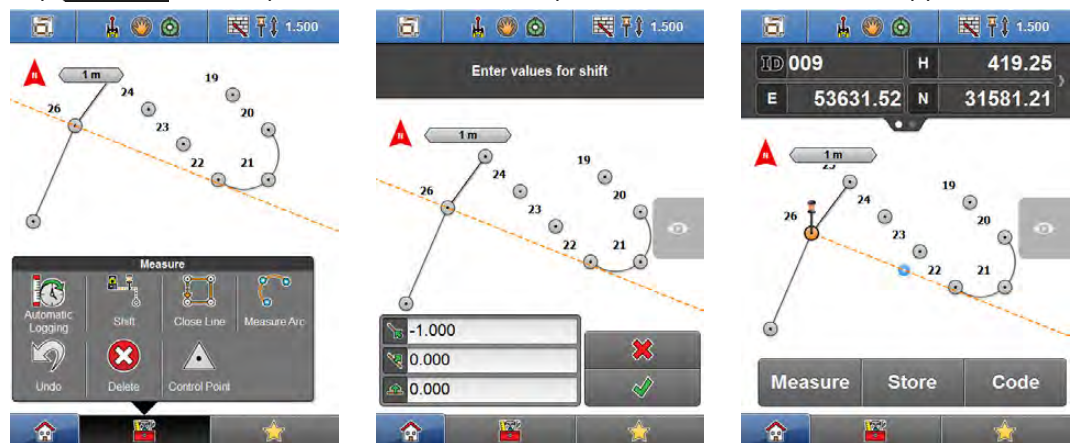 1.500
1 m
19
24
20
26
23
22
21
Measure
Automatic
Logging
Shift
Close Line
Measure Arc
Undo
Delete
Control Point
1.500
Enter values for shift
1 m
24
19
20
26
23
22
21
-1.000
0.000
0.000
1.500
ID 009 H 419.25
E 53631.52 N 31581.21
1 m
24
19
20
26
23
22
21
Measure Store Code